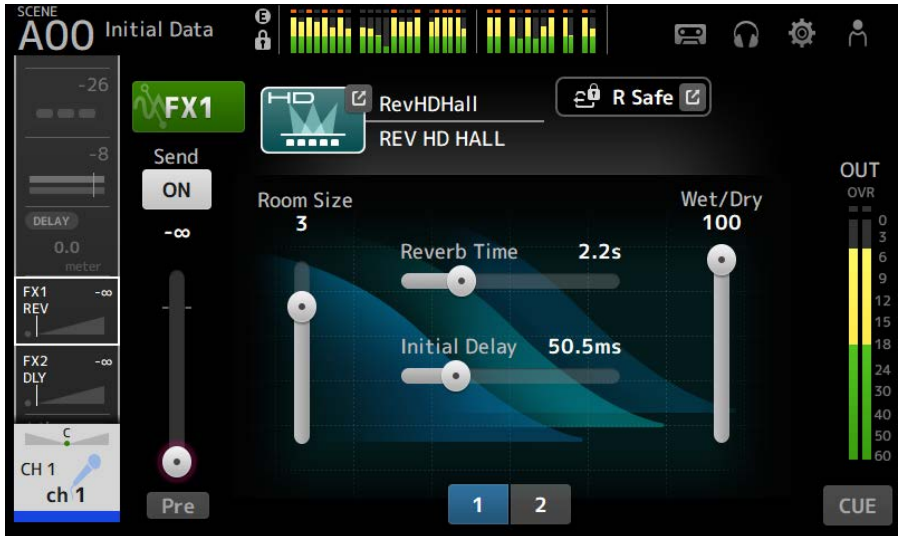 SCENE
A00 Initial Data
E
-26
-8
DELAY
0.0
meter
FX1 -∞
REV
FX2 -∞
DLY
C
CH 1
ch 1
FX1
Send
ON
-∞
Pre
HD
RevHDHall
REV HD HALL
R Safe
Room Size
3
Reverb Time 2.2s
Initial Delay 50.5ms
Wet/Dry
100
1 2
OUT
OVR
0
3
6
9
12
15
18
24
30
40
50
60
CUE